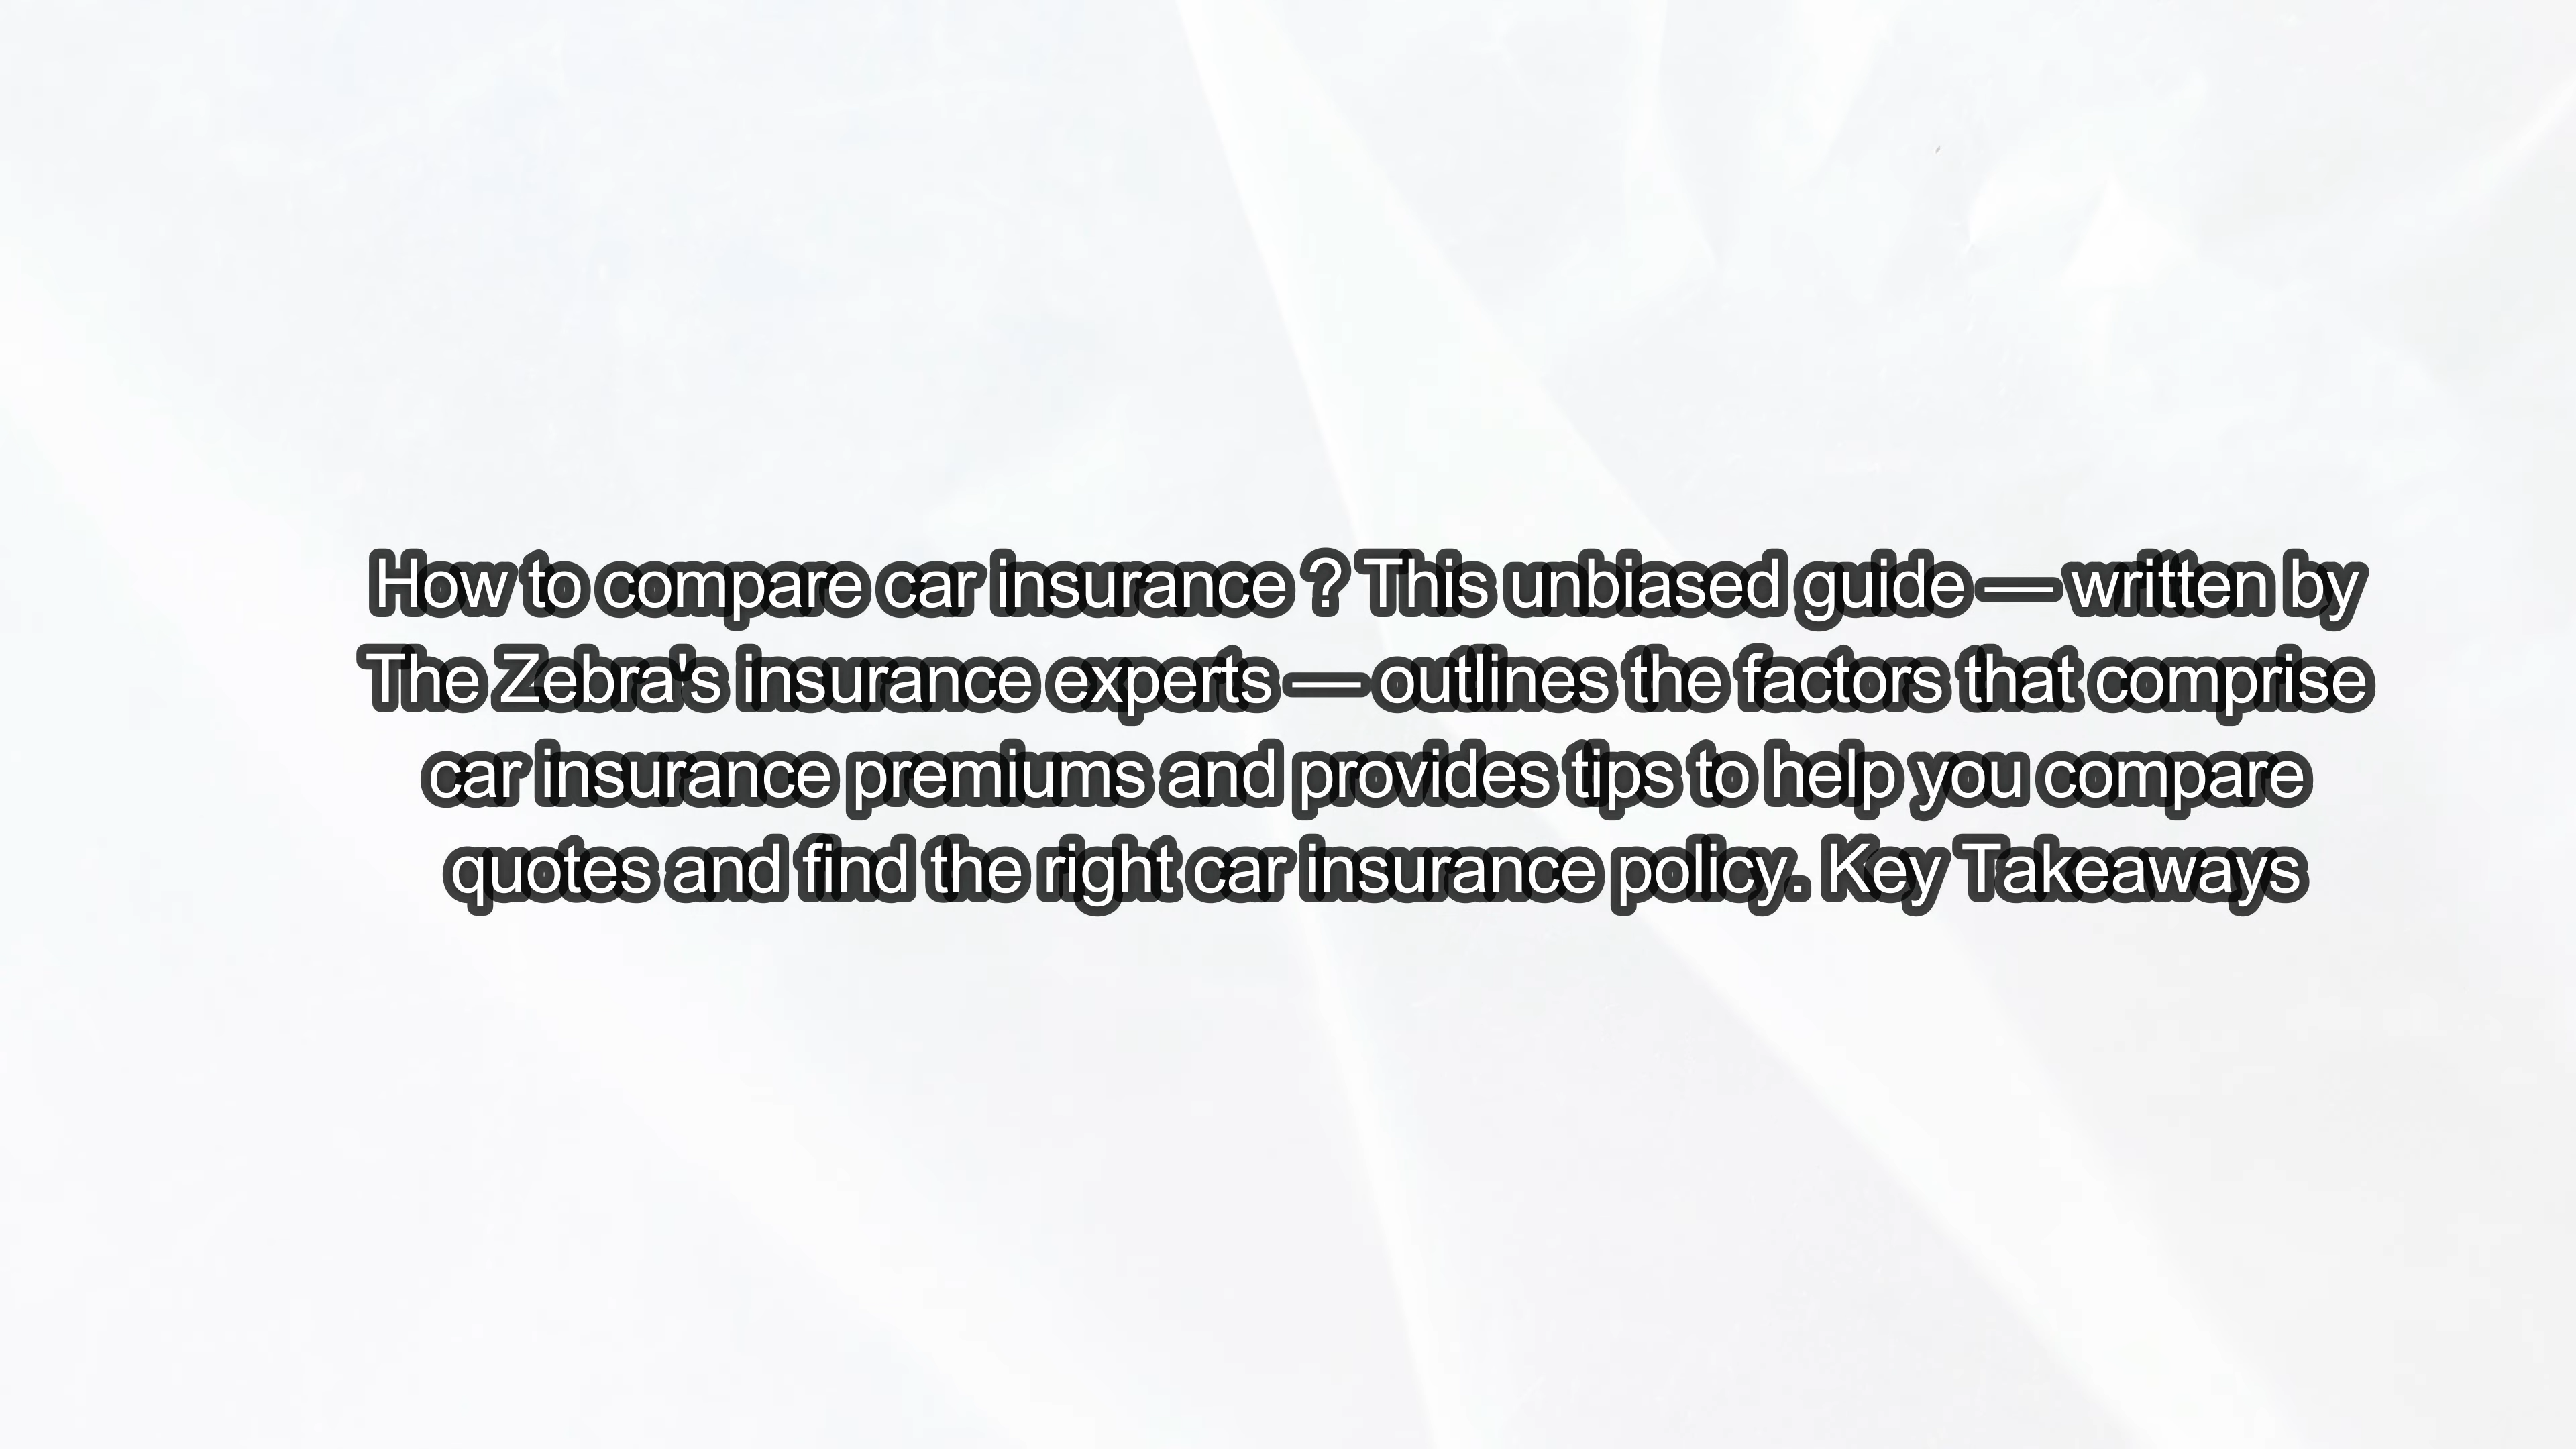 How to compare car insurance ? This unbiased guide — written by
The Zebra's insurance experts — outlines the factors that comprise
car insurance premiums and provides tips to help you compare
quotes and find the right car insurance policy. Key Takeaways